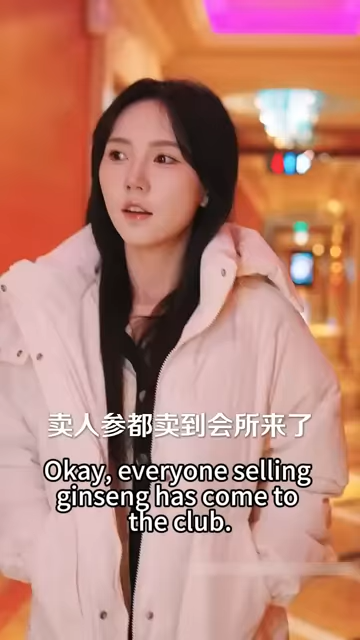 卖人参都卖到会所来了
Okay, everyone selling
ginseng has come to
the club.